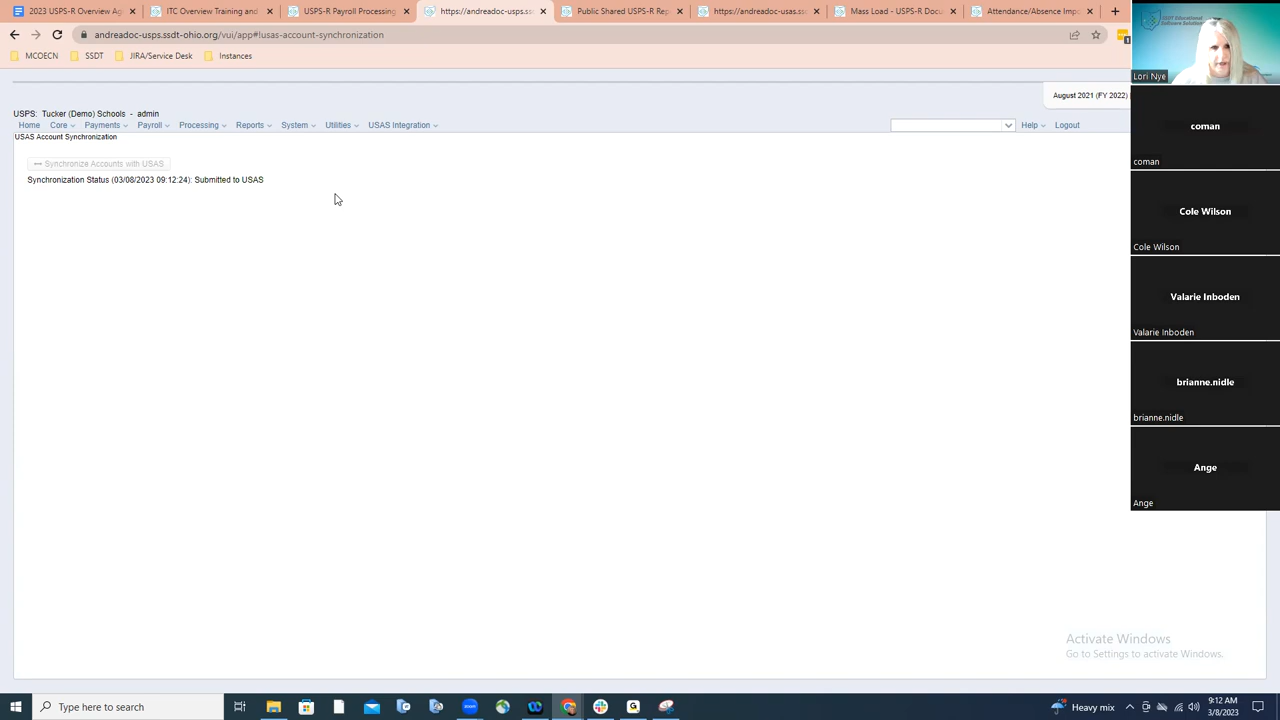 2023 USPS-R Overview Ag
ITC Overview Training and
USPS-R Payroll Processing
https://andreadoc-usps.ssd
Public Shared USPS-R Rep
https://andreadoc-usas.sso
Mass Load - USPS-R Docu
Attendance/Absence Imp
andreadoc-usps.ssdt-ohio.org/vui/app#!usas-account-synchronization
MCOECN
SSDT
JIRA/Service Desk
Instances
August 2021 (FY 2022)
USPS: Tucker (Demo) Schools - admin
Home Core Payments Payroll Processing Reports System Utilities USAS Integration Help Logout
USAS Account Synchronization
Synchronize Accounts with USAS
Synchronization Status (03/08/2023 09:12:24): Submitted to USAS
SSDT Educational
Software Solutions
Lori Nye
coman
coman
Cole Wilson
Cole Wilson
Valarie Inboden
Valarie Inboden
brianne.nidle
brianne.nidle
Ange
Ange
Activate Windows
Go to Settings to activate Windows.
Type here to search
Heavy mix
9:12 AM
3/8/2023